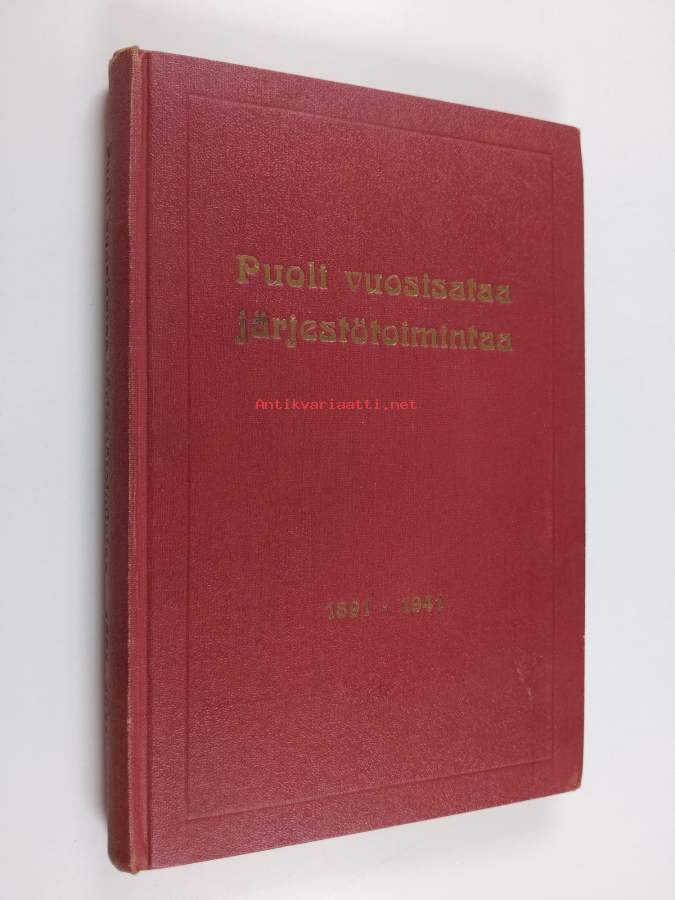 Puoli vuosisataa
järjestötoimintaa
Antikvariaatti.net
1891 - 1941